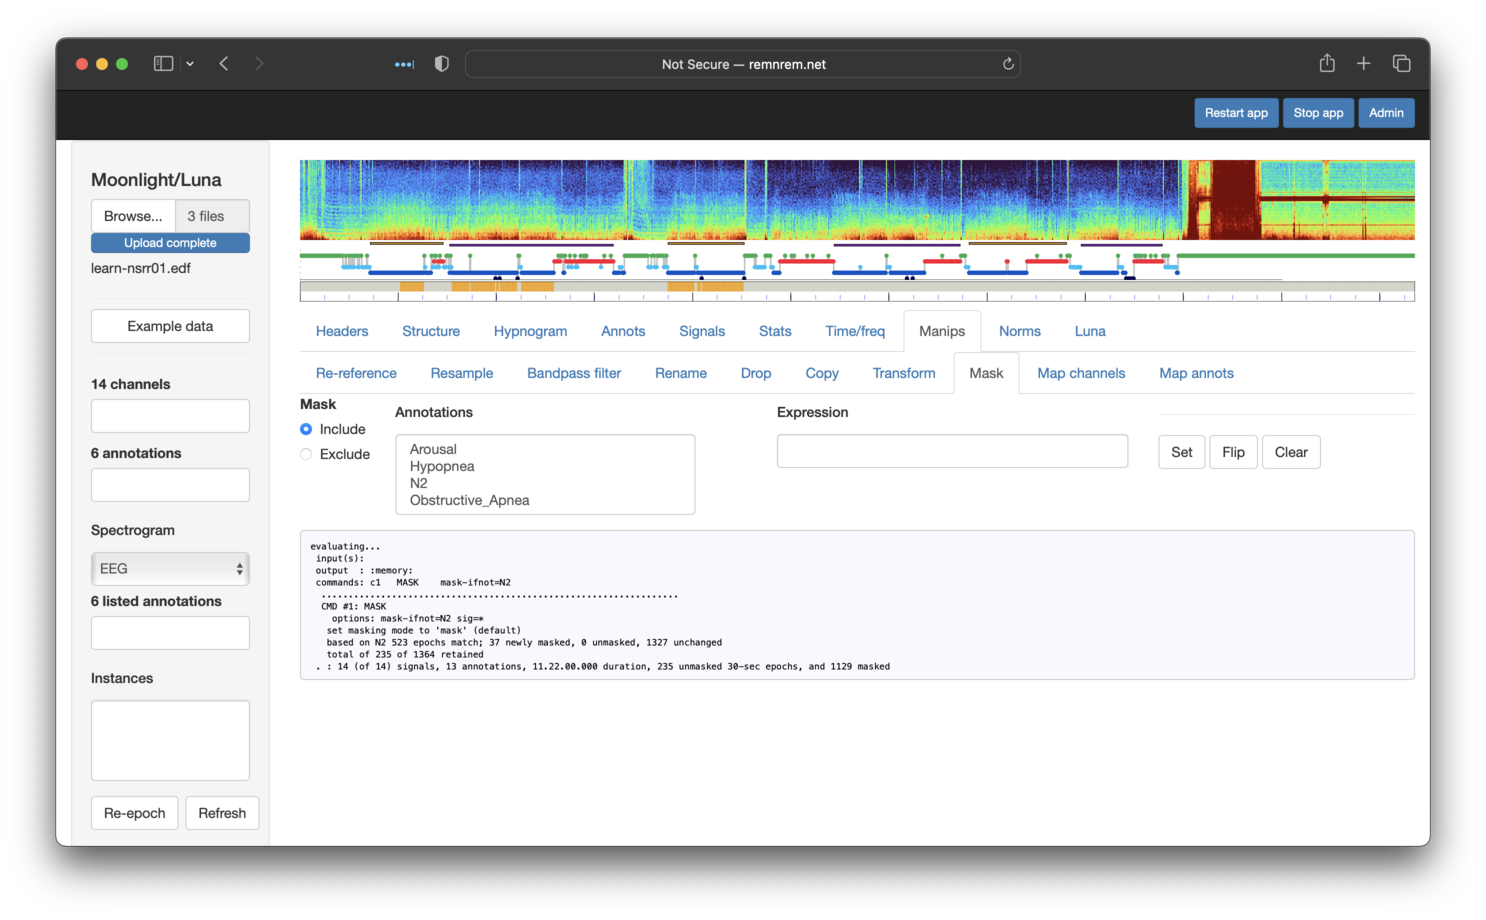 Not Secure — remnrem.net
Restart app
Stop app
Admin
Moonlight/Luna
Browse...
3 files
Upload complete
learn-nsrr01.edf
Example data
14 channels
6 annotations
Spectrogram
EEG
6 listed annotations
Instances
Re-epoch
Refresh
Headers
Structure
Hypnogram
Annots
Signals
Stats
Time/freq
Manips
Norms
Luna
Re-reference
Resample
Bandpass filter
Rename
Drop
Copy
Transform
Mask
Map channels
Map annots
Mask
Include
Exclude
Annotations
Arousal
Hypopnea
N2
Obstructive_Apnea
Expression
Set
Flip
Clear
evaluating...
input(s):
output : :memory:
commands: c1 MASK mask-ifnot=N2
..................................................................
CMD #1: MASK
options: mask-ifnot=N2 sig=*
set masking mode to 'mask' (default)
based on N2 523 epochs match; 37 newly masked, 0 unmasked, 1327 unchanged
total of 235 of 1364 retained
. : 14 (of 14) signals, 13 annotations, 11.22.00.000 duration, 235 unmasked 30-sec epochs, and 1129 masked